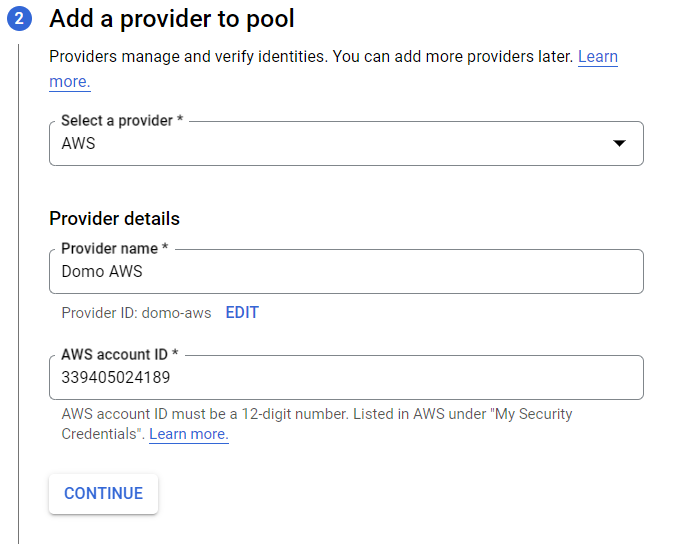 2 Add a provider to pool
Providers manage and verify identities. You can add more providers later. Learn
more.
Select a provider *
AWS
Provider details
Provider name *
Domo AWS
Provider ID: domo-aws EDIT
AWS account ID *
339405024189
AWS account ID must be a 12-digit number. Listed in AWS under "My Security
Credentials". Learn more.
CONTINUE